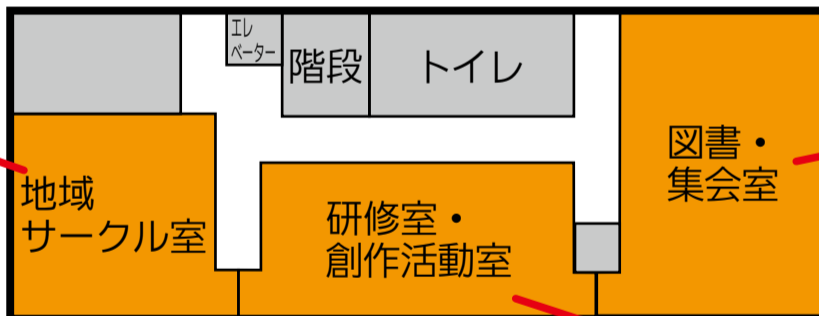 エレ
ベーター
階段
トイレ
図書・
集会室
地域
サークル室
研修室・
創作活動室